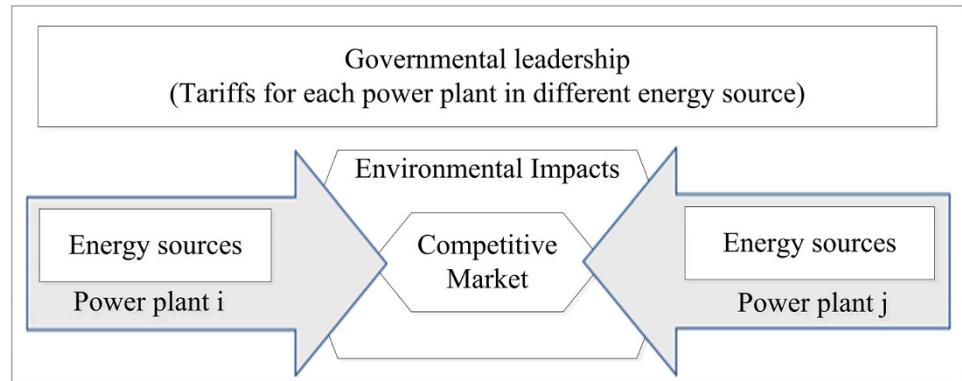 Governmental leadership
(Tariffs for each power plant in different energy source)
Environmental Impacts
Energy sources
Power plant i
Competitive
Market
Energy sources
Power plant j